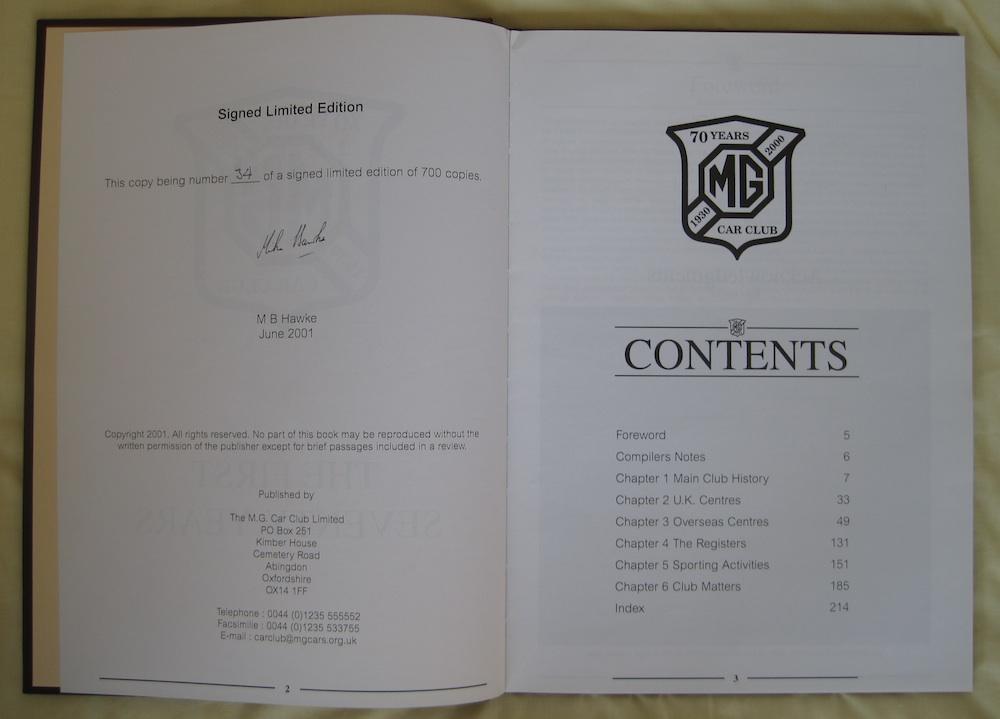 Signed Limited Edition
This copy being number 34 of a signed limited edition of 700 copies.
Mike Hawke
M B Hawke
June 2001
Copyright 2001. All rights reserved. No part of this book may be reproduced without the
written permission of the publisher except for brief passages included in a review.
Published by
The M.G. Car Club Limited
PO Box 251
Kimber House
Cemetery Road
Abingdon
Oxfordshire
OX14 1FF
Telephone : 0044 (0)1235 555552
Facsimilie : 0044 (0)1235 533755
E-mail : carclub@mgcars.org.uk
2
70 YEARS
2000
MG
1930
CAR CLUB
CONTENTS
Foreword 5
Compilers Notes 6
Chapter 1 Main Club History 7
Chapter 2 U.K. Centres 33
Chapter 3 Overseas Centres 49
Chapter 4 The Registers 131
Chapter 5 Sporting Activities 151
Chapter 6 Club Matters 185
Index 214
3